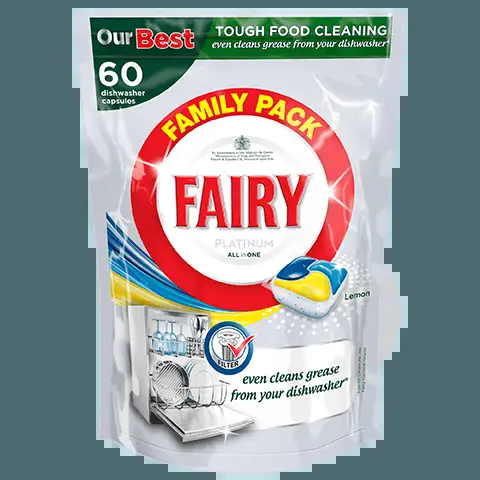 Our Best
TOUGH FOOD CLEANING
even cleans grease from your dishwasher*
60
dishwasher
capsules
FAMILY PACK
FAIRY
PLATINUM
ALL in ONE
Lemon
FILTER
even cleans grease
from your dishwasher*